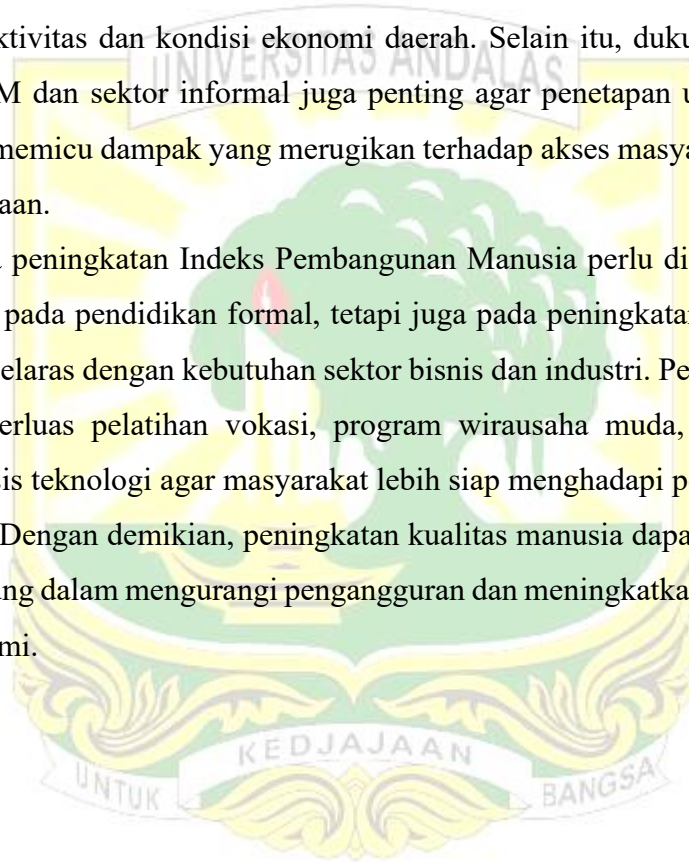 UNIVERSITAS ANDALAS
ktivitas dan kondisi ekonomi daerah. Selain itu, duku
M dan sektor informal juga penting agar penetapan u
memicu dampak yang merugikan terhadap akses masya
aan.
peningkatan Indeks Pembangunan Manusia perlu di
pada pendidikan formal, tetapi juga pada peningkatan
elaras dengan kebutuhan sektor bisnis dan industri. Pe
erluas pelatihan vokasi, program wirausaha muda,
is teknologi agar masyarakat lebih siap menghadapi p
Dengan demikian, peningkatan kualitas manusia dapa
ng dalam mengurangi pengangguran dan meningkatka
mi.
UNTUK KEDJAJAAN BANGSA